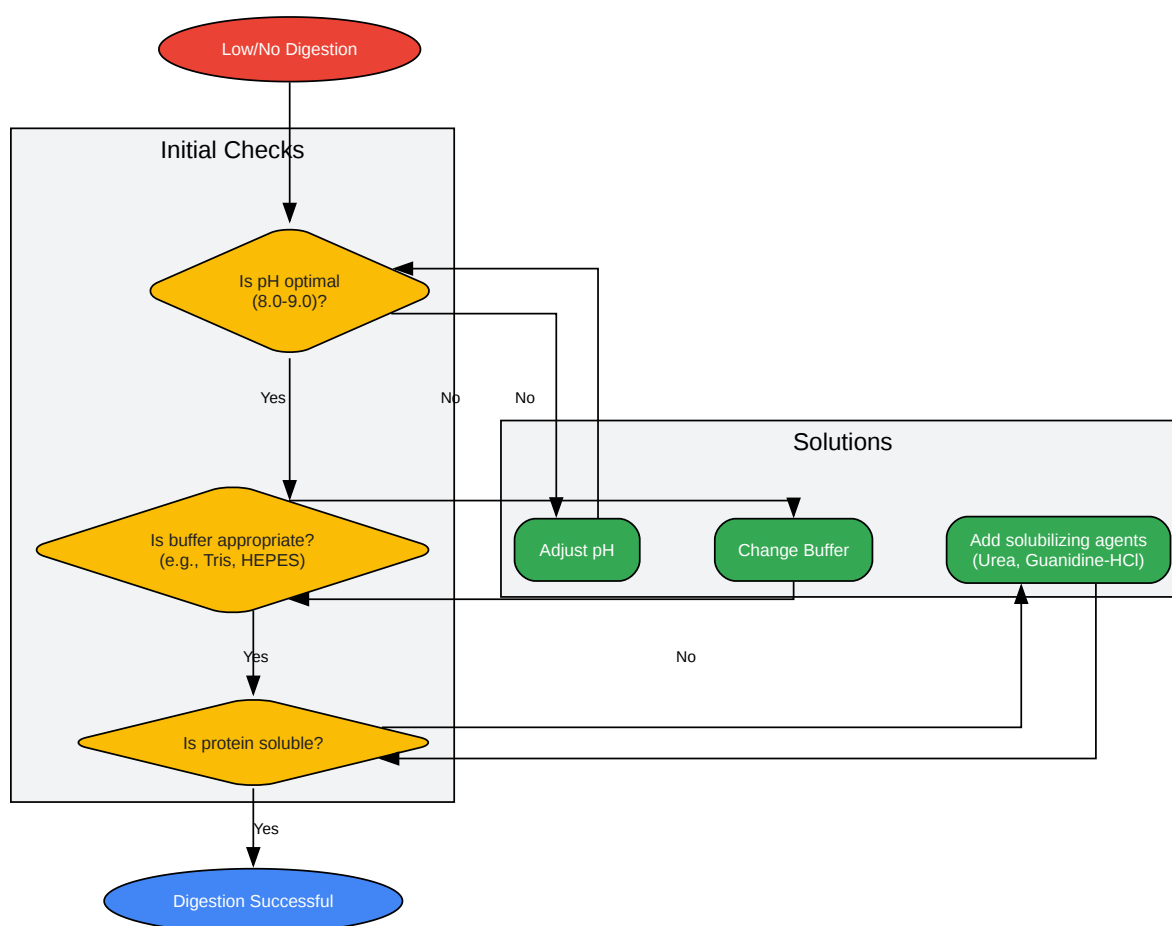 Low/No Digestion
Initial Checks
Is pH optimal
(8.0-9.0)?
Yes
No
No
Solutions
Is buffer appropriate?
(e.g., Tris, HEPES)
Adjust pH
Change Buffer
Add solubilizing agents
(Urea, Guanidine-HCl)
Yes
No
Is protein soluble?
Yes
Digestion Successful